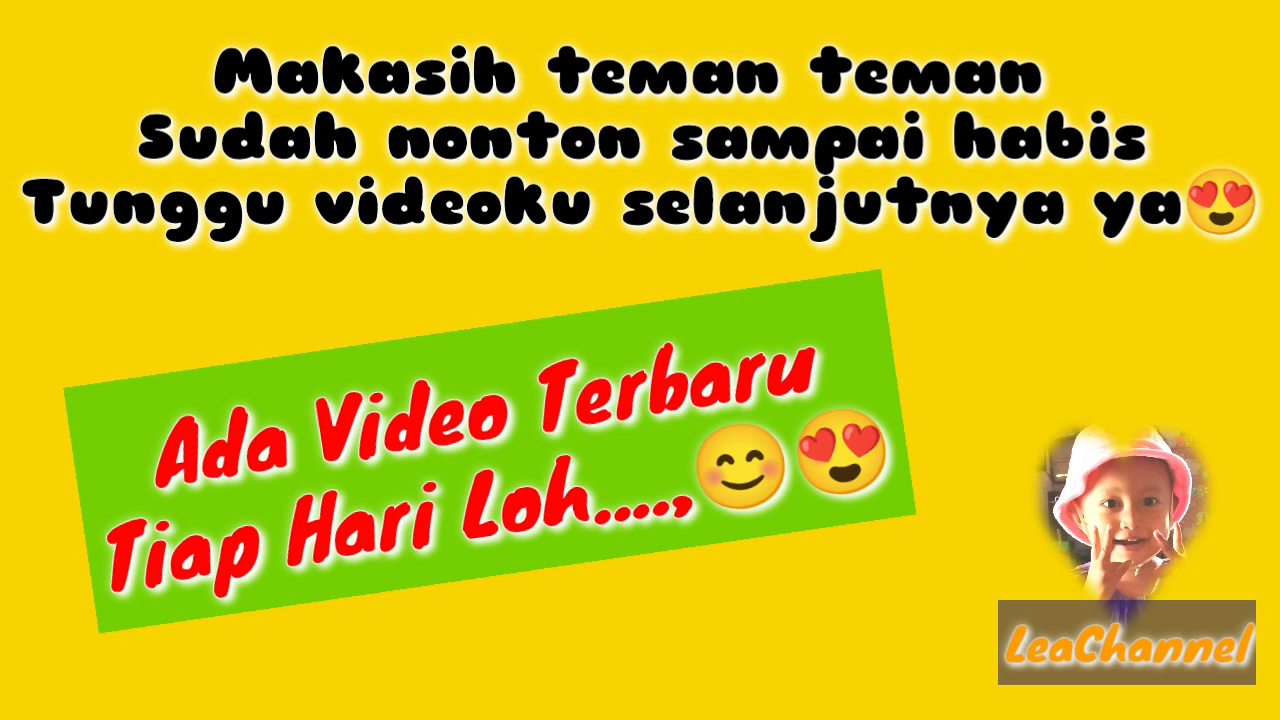 Makasih teman teman
Sudah nonton sampai habis
Tunggu videoku selanjutnya ya😍
Ada Video Terbaru
Tiap Hari Loh....,😊😍
LeaChannel